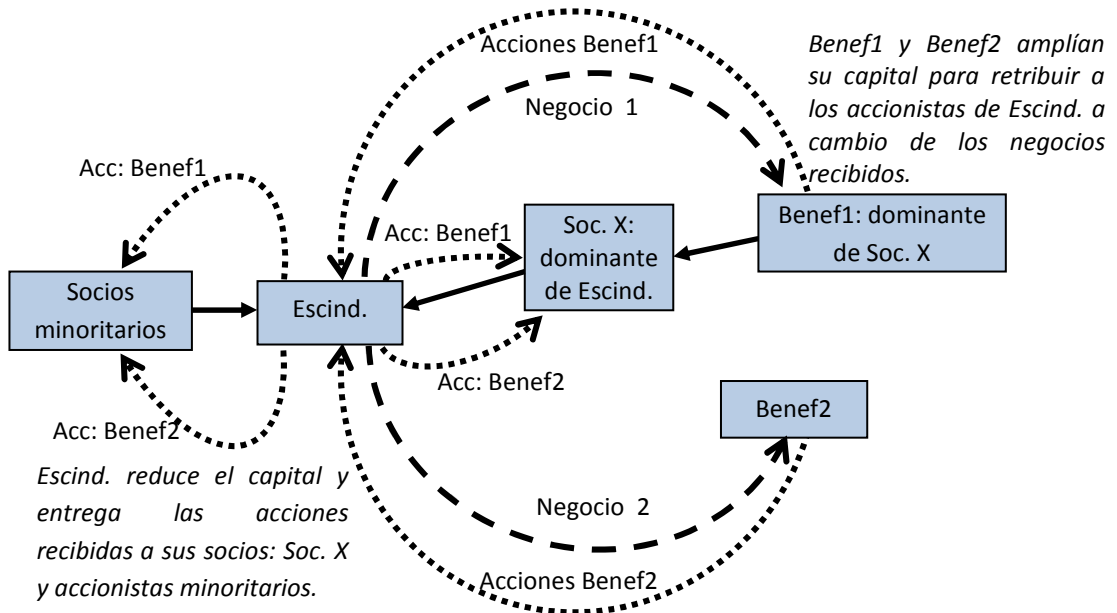 Acciones Benef1
Negocio 1
Benef1 y Benef2 amplían
su capital para retribuir a
los accionistas de Escind. a
cambio de los negocios
recibidos.
Acc: Benef1
Acc: Benef1
Soc. X:
dominante
de Escind.
Benef1: dominante
de Soc. X
Socios
minoritarios
Escind.
Acc: Benef2
Benef2
Acc: Benef2
Escind. reduce el capital y
entrega las acciones
recibidas a sus socios: Soc. X
y accionistas minoritarios.
Negocio 2
Acciones Benef2